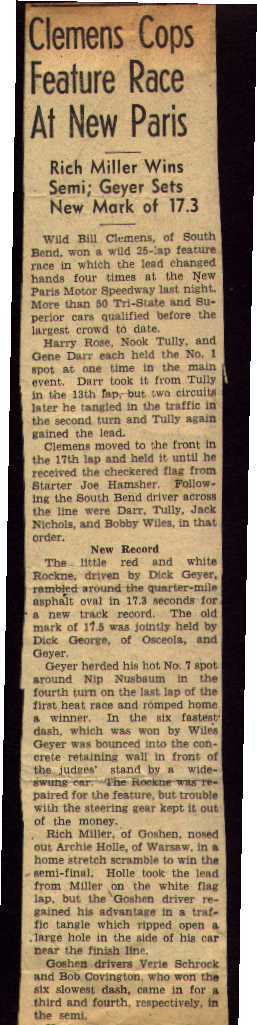 Clemens Cops
Feature Race
At New Paris
Rich Miller Wins
Semi; Geyer Sets
New Mark of 17.3
Wild Bill Clemens, of South
Bend, won a wild 25-lap feature
race in which the lead changed
hands four times at the New
Paris Motor Speedway last night.
More than 50 Tri-State and Su-
perior cars qualified before the
largest crowd to date.
Harry Rose, Nook Tully, and
Gene Darr each held the No. 1
spot at one time in the main
event. Darr took it from Tully
in the 13th lap, but two circuits
later he tangled in the traffic in
the second turn and Tully again
gained the lead.
Clemens moved to the front in
the 17th lap and held it until he
received the checkered flag from
Starter Joe Hamsher. Follow-
ing the South Bend driver across
the line were Darr, Tully, Jack
Nichols, and Bobby Wiles, in that
order.
New Record
The little red and white
Rockne, driven by Dick Geyer,
rambled around the quarter-mile
asphalt oval in 17.3 seconds for
a new track record. The old
mark of 17.5 was jointly held by
Dick George, of Osceola, and
Geyer.
Geyer herded his hot No. 7 spot
around Nip Nusbaum in the
fourth turn on the last lap of the
first heat race and romped home
a winner. In the six fastest
dash, which was won by Wiles
Geyer was bounced into the con-
crete retaining wall in front of
the judges' stand by a wide-
swung car. The Rockne was re-
paired for the feature, but trouble
with the steering gear kept it out
of the money.
Rich Miller, of Goshen, nosed
out Archie Holle, of Warsaw, in a
home stretch scramble to win the
semi-final. Holle took the lead
from Miller on the white flag
lap, but the Goshen driver re-
gained his advantage in a traf-
fic tangle which ripped open a
large hole in the side of his car
near the finish line.
Goshen drivers Verie Schrock
and Bob Covington, who won the
six slowest dash, came in for a
third and fourth, respectively, in
the semi.